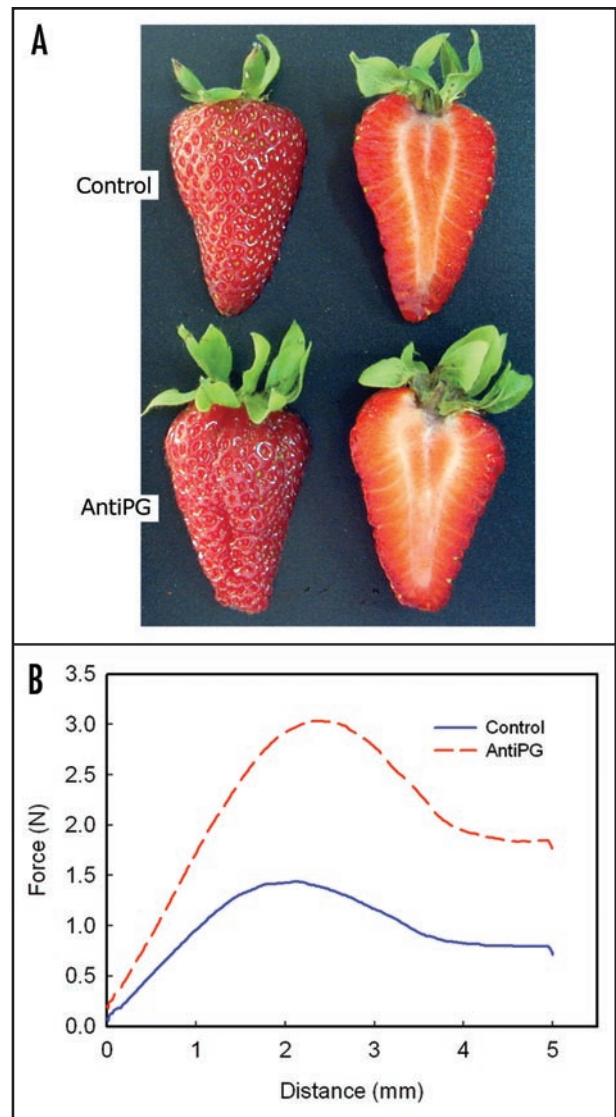 A
Control
AntiPG
B
3.5
3.0
2.5
2.0
1.5
1.0
0.5
0.0
Force (N)
Control
AntiPG
0 1 2 3 4 5
Distance (mm)